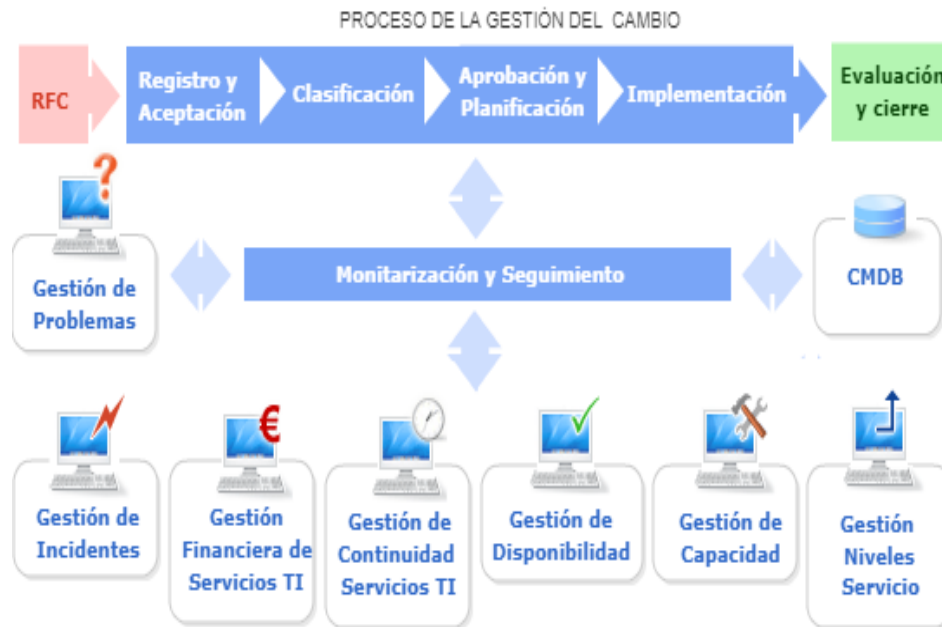 PROCESO DE LA GESTIÓN DEL CAMBIO
RFC
Registro y
Aceptación
Clasificación
Aprobación y
Planificación
Implementación
Evaluación
y cierre
?
Gestión de
Problemas
Monitarización y Seguimiento
CMDB
Gestión de
Incidentes
€
Gestión
Financiera de
Servicios TI
Gestión de
Continuidad
Servicios TI
Gestión de
Disponibilidad
Gestión de
Capacidad
Gestión
Niveles
Servicio